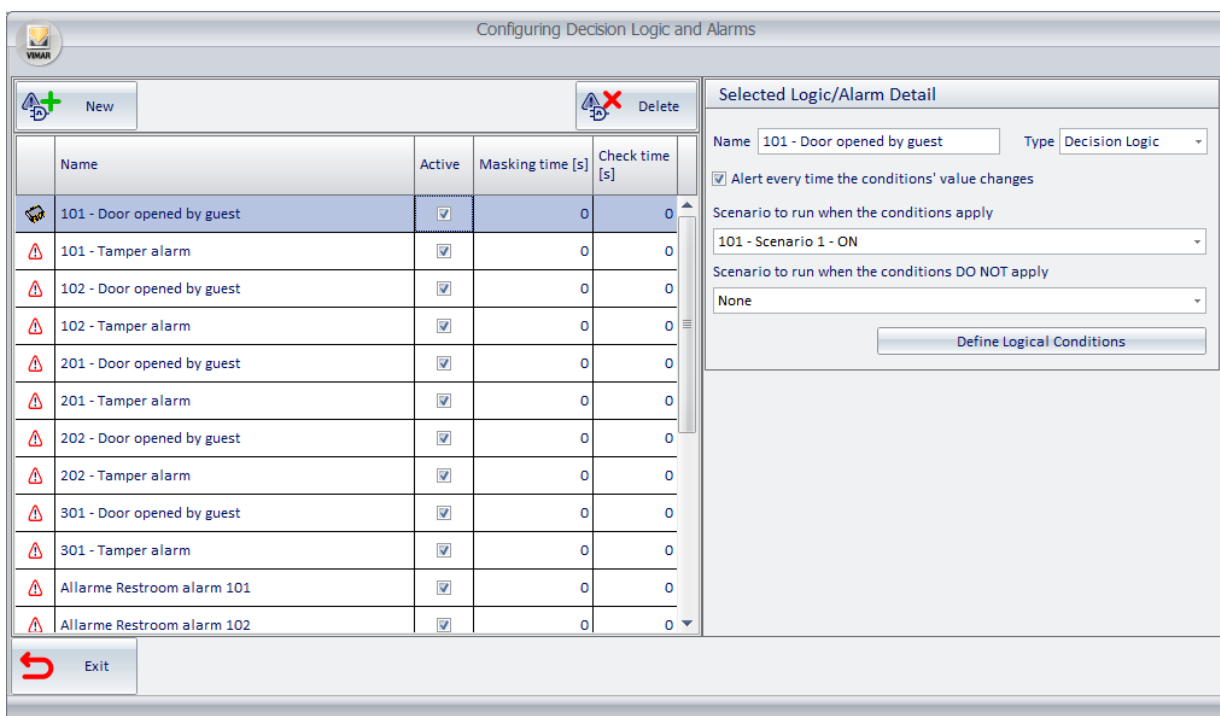 Configuring Decision Logic and Alarms
VIMAR
New
Delete
Name Active Masking time [s] Check time [s]
101 - Door opened by guest 0 0
101 - Tamper alarm 0 0
102 - Door opened by guest 0 0
102 - Tamper alarm 0 0
201 - Door opened by guest 0 0
201 - Tamper alarm 0 0
202 - Door opened by guest 0 0
202 - Tamper alarm 0 0
301 - Door opened by guest 0 0
301 - Tamper alarm 0 0
Allarme Restroom alarm 101 0 0
Allarme Restroom alarm 102 0 0
Selected Logic/Alarm Detail
Name 101 - Door opened by guest Type Decision Logic
Alert every time the conditions' value changes
Scenario to run when the conditions apply
101 - Scenario 1 - ON
Scenario to run when the conditions DO NOT apply
None
Define Logical Conditions
Exit